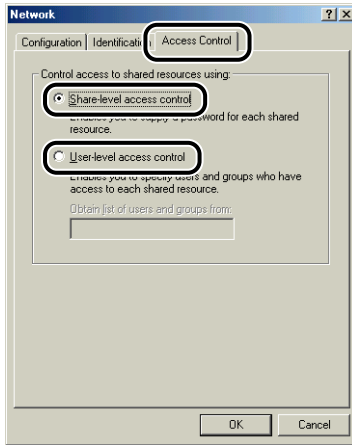 Network
Configuration Identification Access Control
Control access to shared resources using:
Share-level access control
Enables you to supply a password for each shared
resource.
User-level access control
Enables you to specify users and groups who have
access to each shared resource.
Obtain list of users and groups from:
OK Cancel